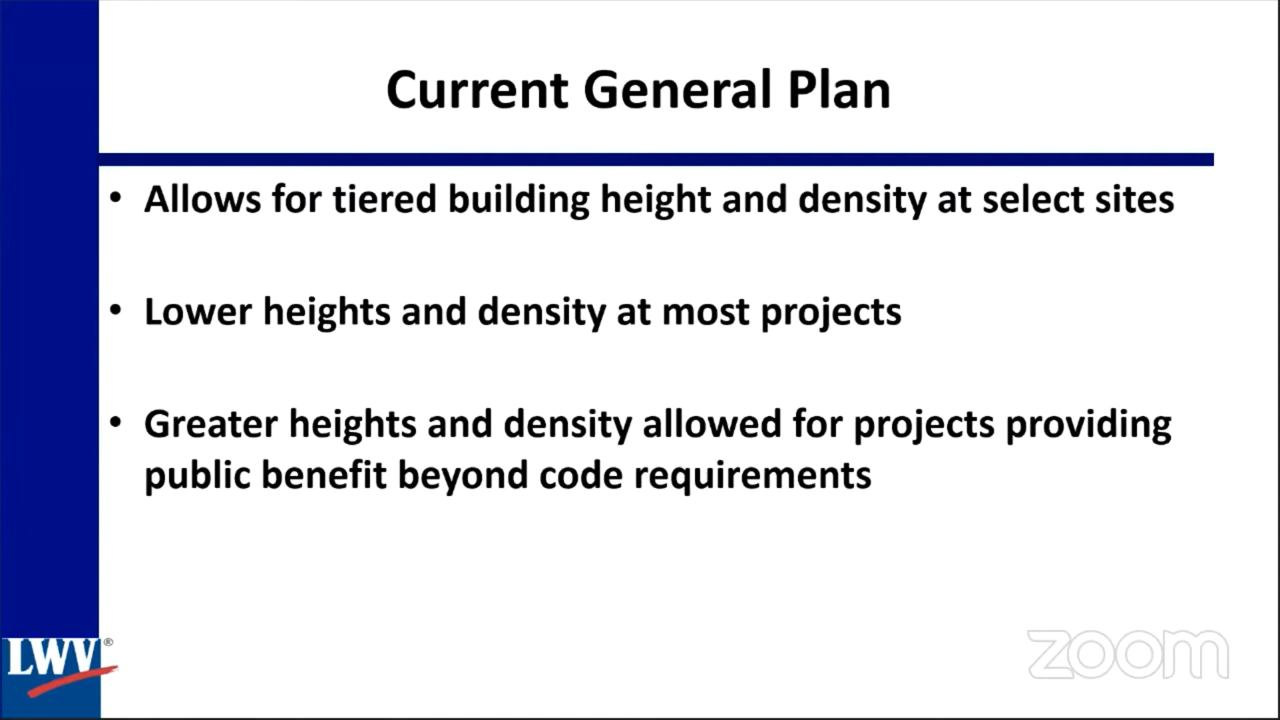 Current General Plan
• Allows for tiered building height and density at select sites
• Lower heights and density at most projects
• Greater heights and density allowed for projects providing
public benefit beyond code requirements
LWV®
zoom